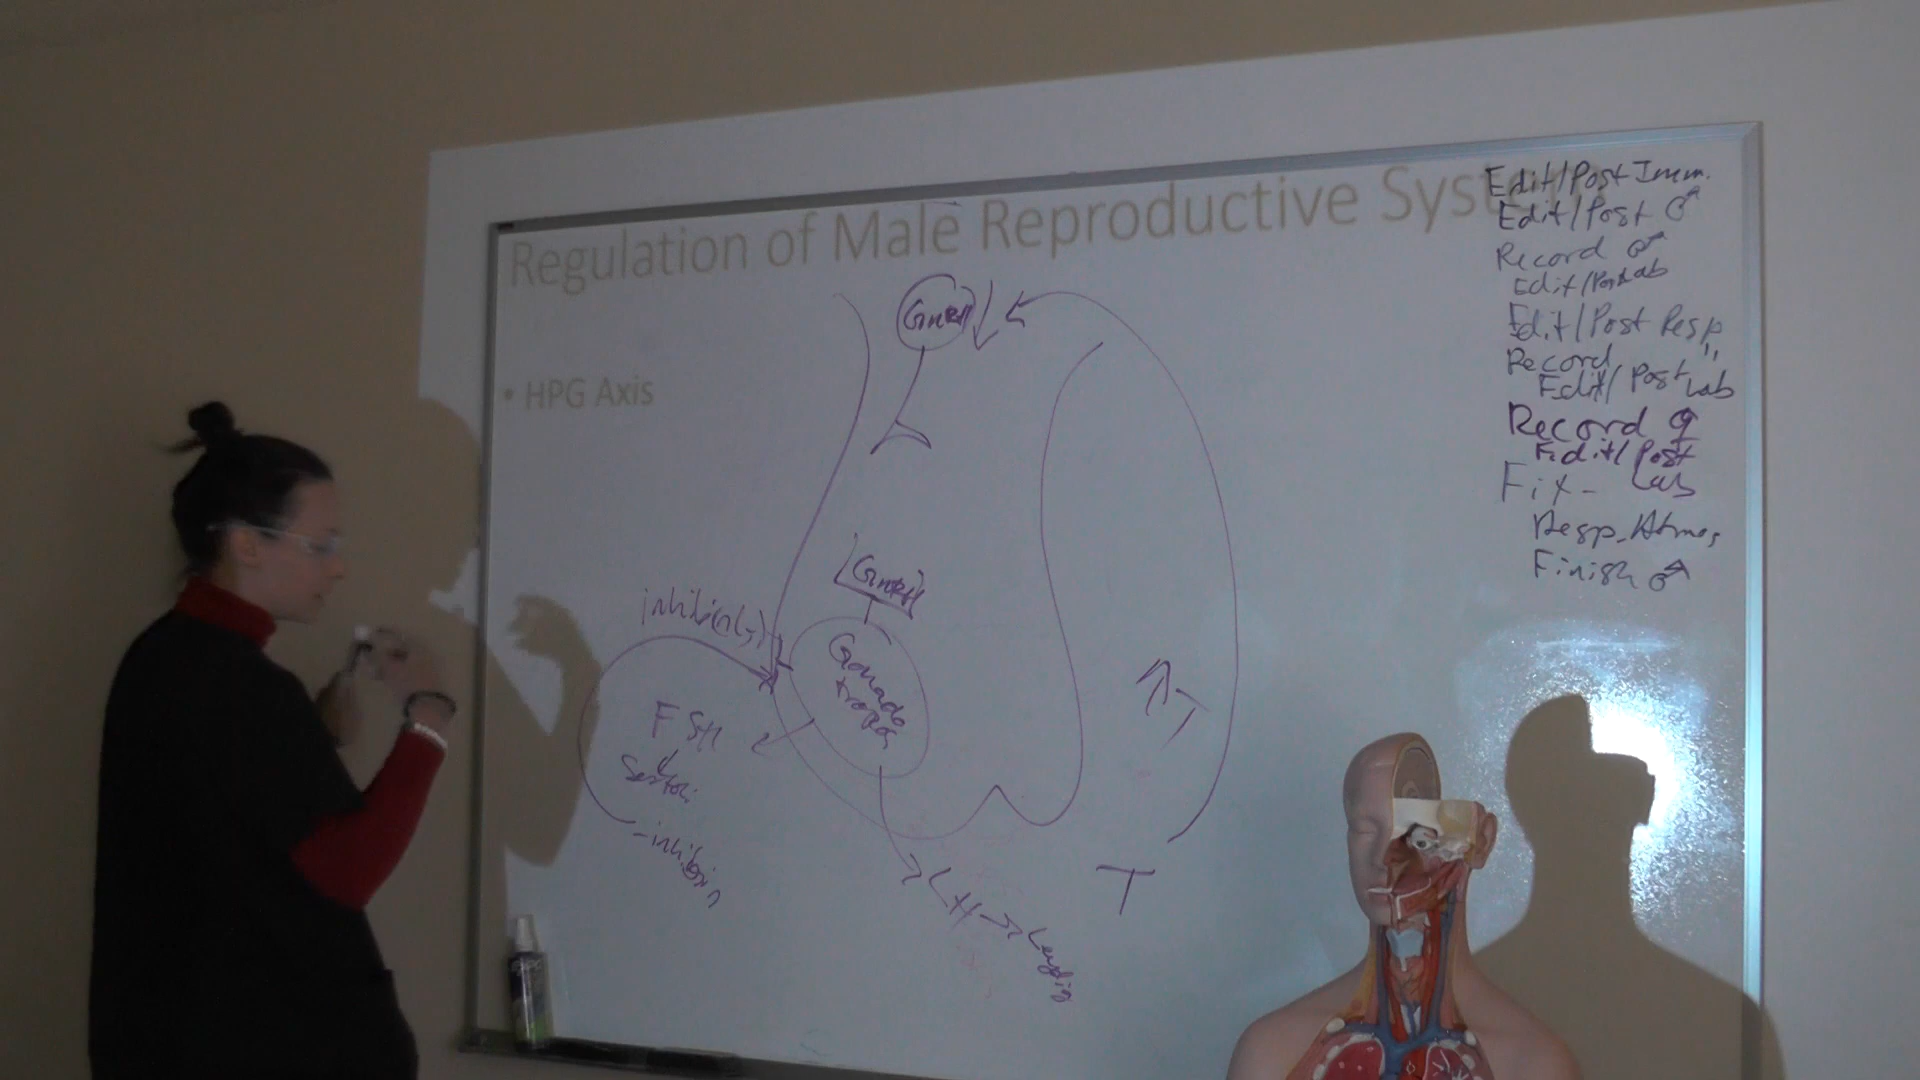 Regulation of Male Reproductive Syst
• HPG Axis
GnRH ↓
GnRH
Gonado
troph
inhibi(n/s)
FSH
↓
Sertoli
- inhibin
LH → Leydig
↑T
T
Edit/Post Imm.
Edit/Post ♂
Record ♂
Edit/Post Lab
Edit/Post Resp
Record "
Edit/Post Lab
Record ♀
Edit/Post
Lab
Fix -
Resp. Atmos
Finish ♂